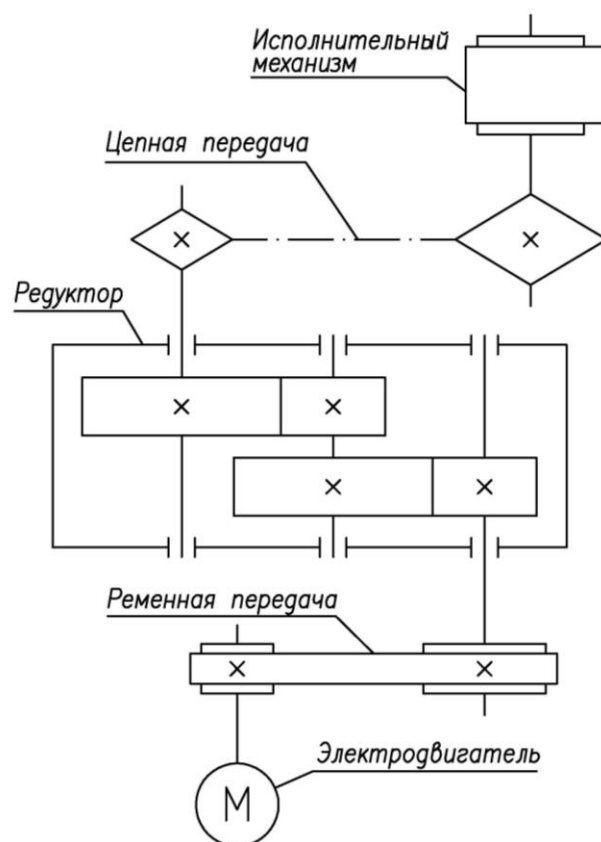 Исполнительный
механизм
Цепная передача
Редуктор
Ременная передача
Электродвигатель
М